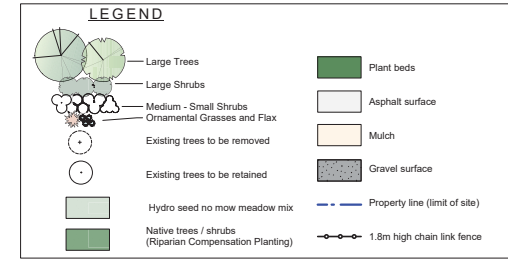 LEGEND
Large Trees
Large Shrubs
Medium - Small Shrubs
Ornamental Grasses and Flax
Existing trees to be removed
Existing trees to be retained
Hydro seed no mow meadow mix
Native trees / shrubs
(Riparian Compensation Planting)
Plant beds
Asphalt surface
Mulch
Gravel surface
Property line (limit of site)
1.8m high chain link fence